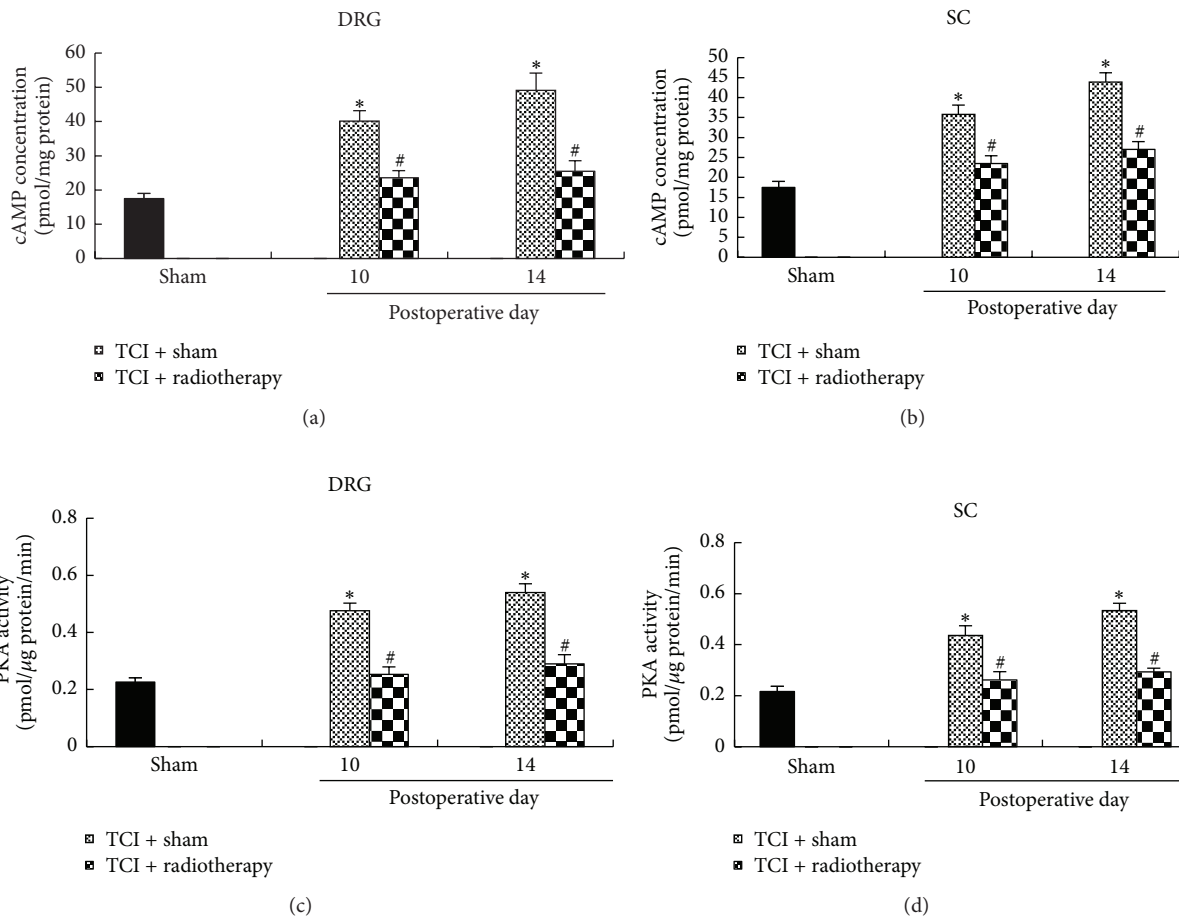 DRG
cAMP concentration
(pmol/mg protein)
60
50
40
30
20
10
0
*
#
*
#
Sham
10
14
Postoperative day
TCI + sham
TCI + radiotherapy
(a)
SC
cAMP concentration
(pmol/mg protein)
50
45
40
35
30
25
20
15
10
5
0
*
#
*
#
Sham
10
14
Postoperative day
TCI + sham
TCI + radiotherapy
(b)
DRG
PKA activity
(pmol/μg protein/min)
0.8
0.6
0.4
0.2
0
*
#
*
#
Sham
10
14
Postoperative day
TCI + sham
TCI + radiotherapy
(c)
SC
PKA activity
(pmol/μg protein/min)
0.8
0.6
0.4
0.2
0
*
#
*
#
Sham
10
14
Postoperative day
TCI + sham
TCI + radiotherapy
(d)